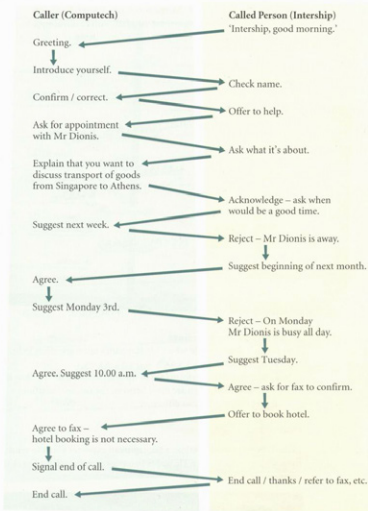 Caller (Computech)
Called Person (Intership)
"Intership, good morning."
Greeting.
Introduce yourself.
Check name.
Confirm / correct.
Offer to help.
Ask for appointment
with Mr Dionis.
Ask what it's about.
Explain that you want to
discuss transport of goods
from Singapore to Athens.
Acknowledge – ask when
would be a good time.
Suggest next week.
Reject – Mr Dionis is away.
Suggest beginning of next month.
Agree.
Suggest Monday 3rd.
Reject – On Monday
Mr Dionis is busy all day.
Suggest Tuesday.
Agree. Suggest 10.00 a.m.
Agree – ask for fax to confirm.
Offer to book hotel.
Agree to fax –
hotel booking is not necessary.
Signal end of call.
End call / thanks / refer to fax, etc.
End call.